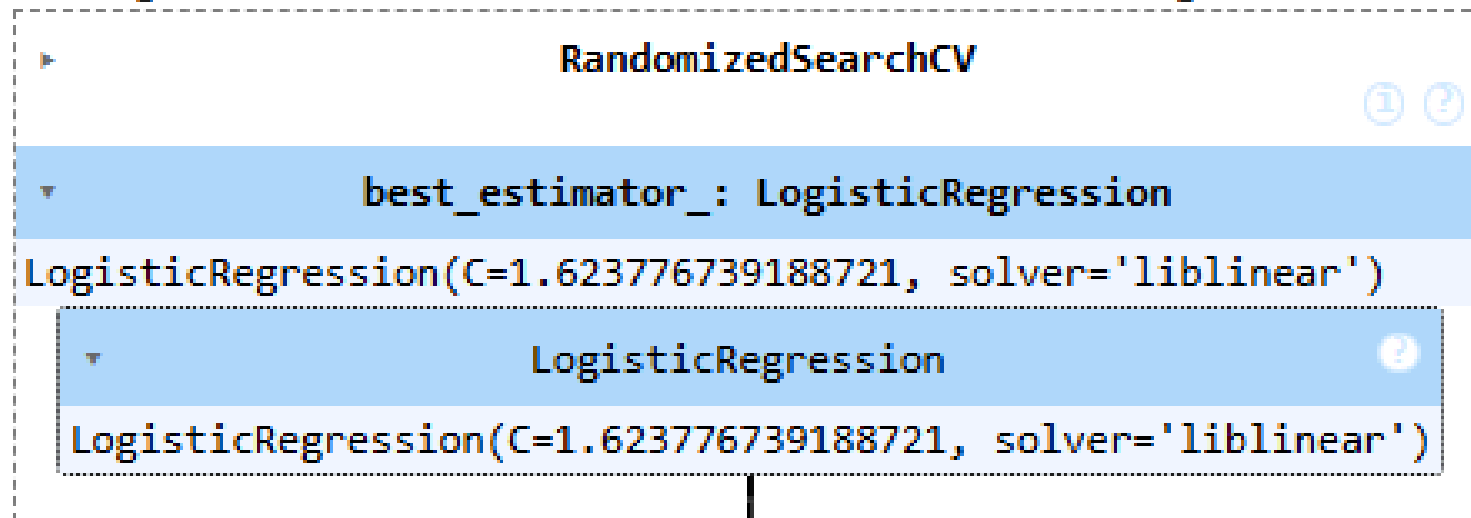 RandomizedSearchCV
best_estimator_: LogisticRegression
LogisticRegression(C=1.623776739188721, solver='liblinear')
LogisticRegression
?
LogisticRegression(C=1.623776739188721, solver='liblinear')